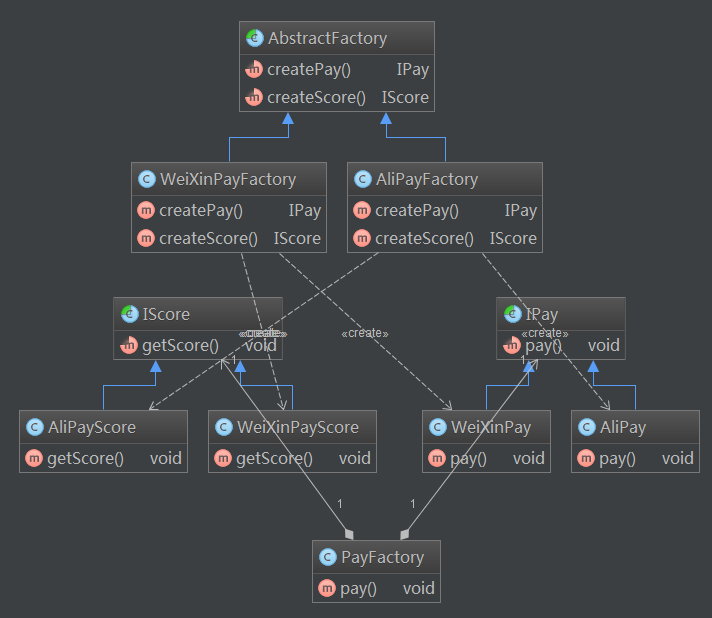 AbstractFactory
createPay() IPay
createScore() IScore
WeiXinPayFactory
createPay() IPay
createScore() IScore
AliPayFactory
createPay() IPay
createScore() IScore
IScore
getScore() void
IPay
pay() void
«create»
«create»
«create»
«create»
1
1
AliPayScore
getScore() void
WeiXinPayScore
getScore() void
WeiXinPay
pay() void
AliPay
pay() void
1
1
PayFactory
pay() void